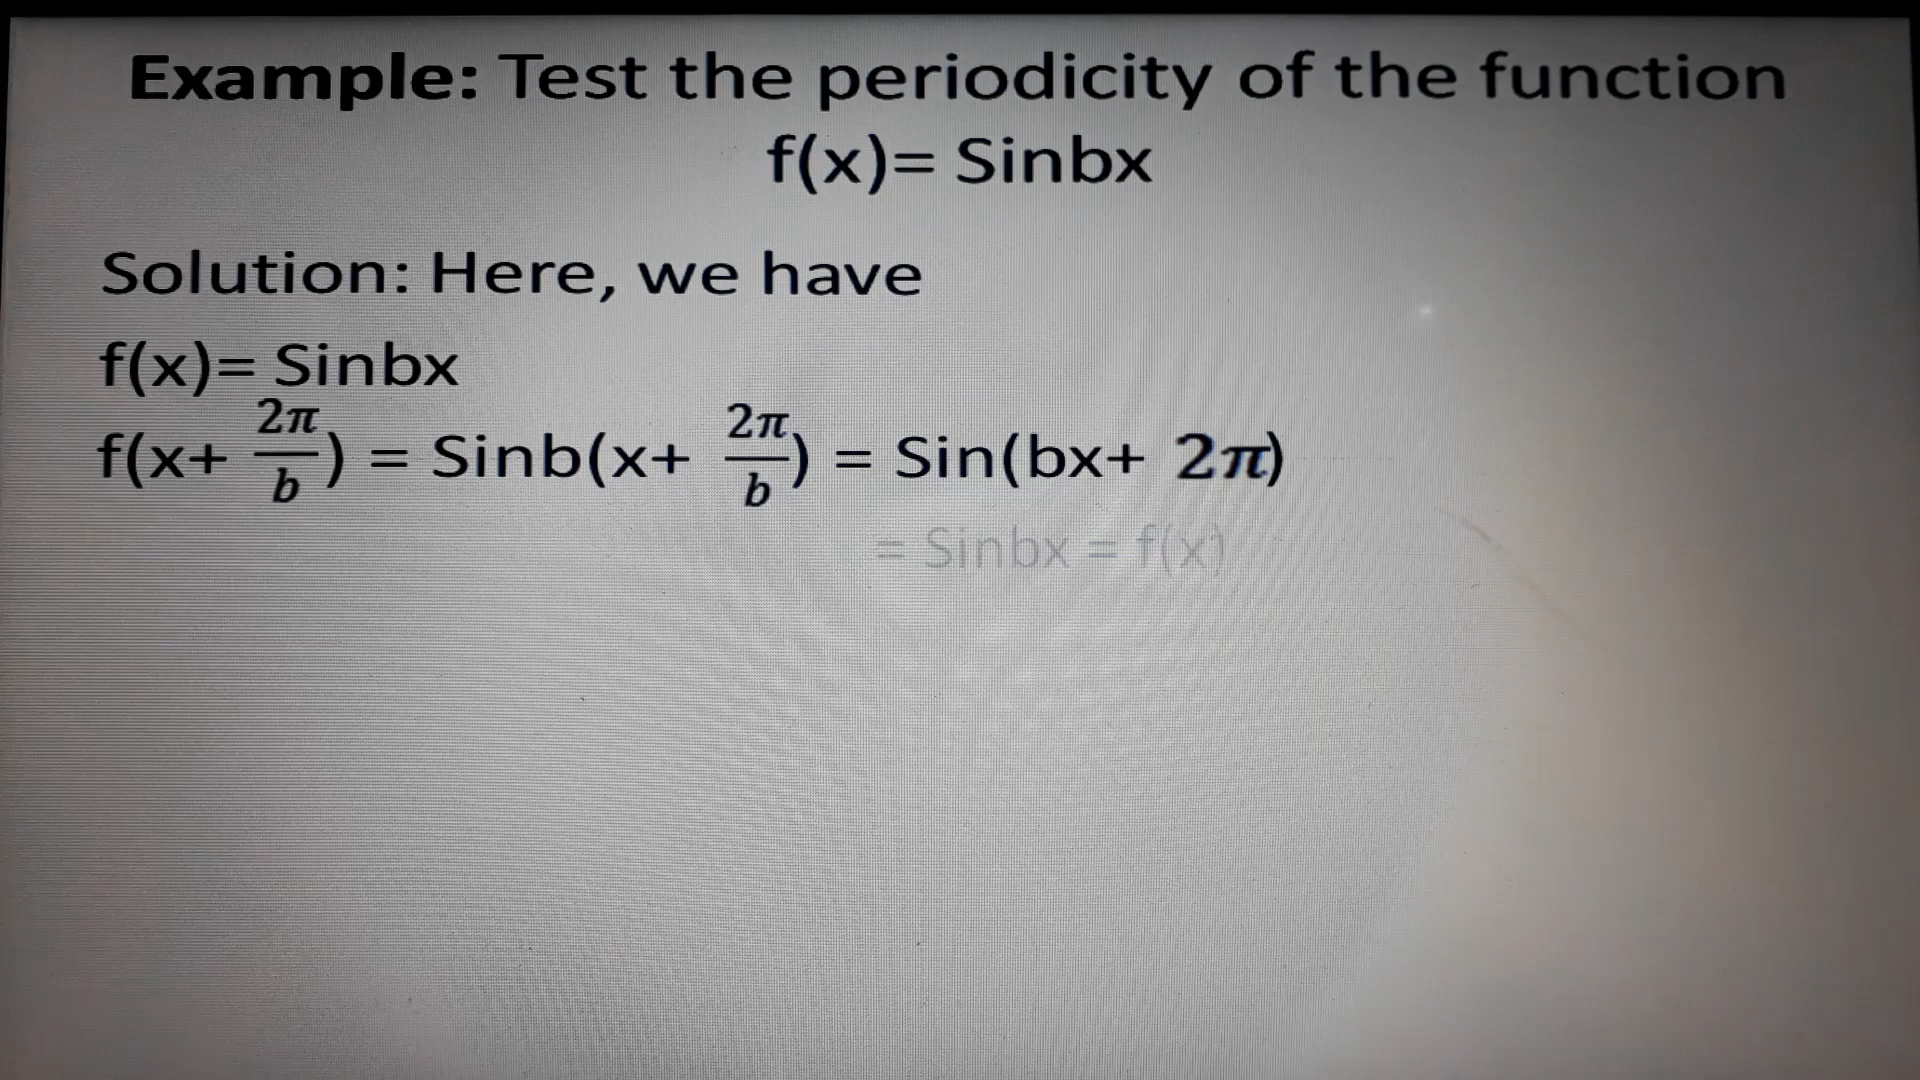 Example: Test the periodicity of the function
f(x)= Sinbx
Solution: Here, we have
f(x)= Sinbx
f(x+ 2π/b) = Sinb(x+ 2π/b) = Sin(bx+ 2π)
= Sinbx = f(x)